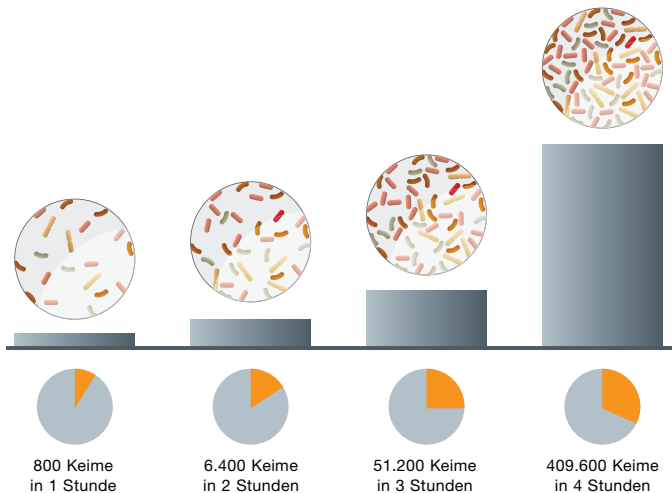 800 Keime
in 1 Stunde
6.400 Keime
in 2 Stunden
51.200 Keime
in 3 Stunden
409.600 Keime
in 4 Stunden